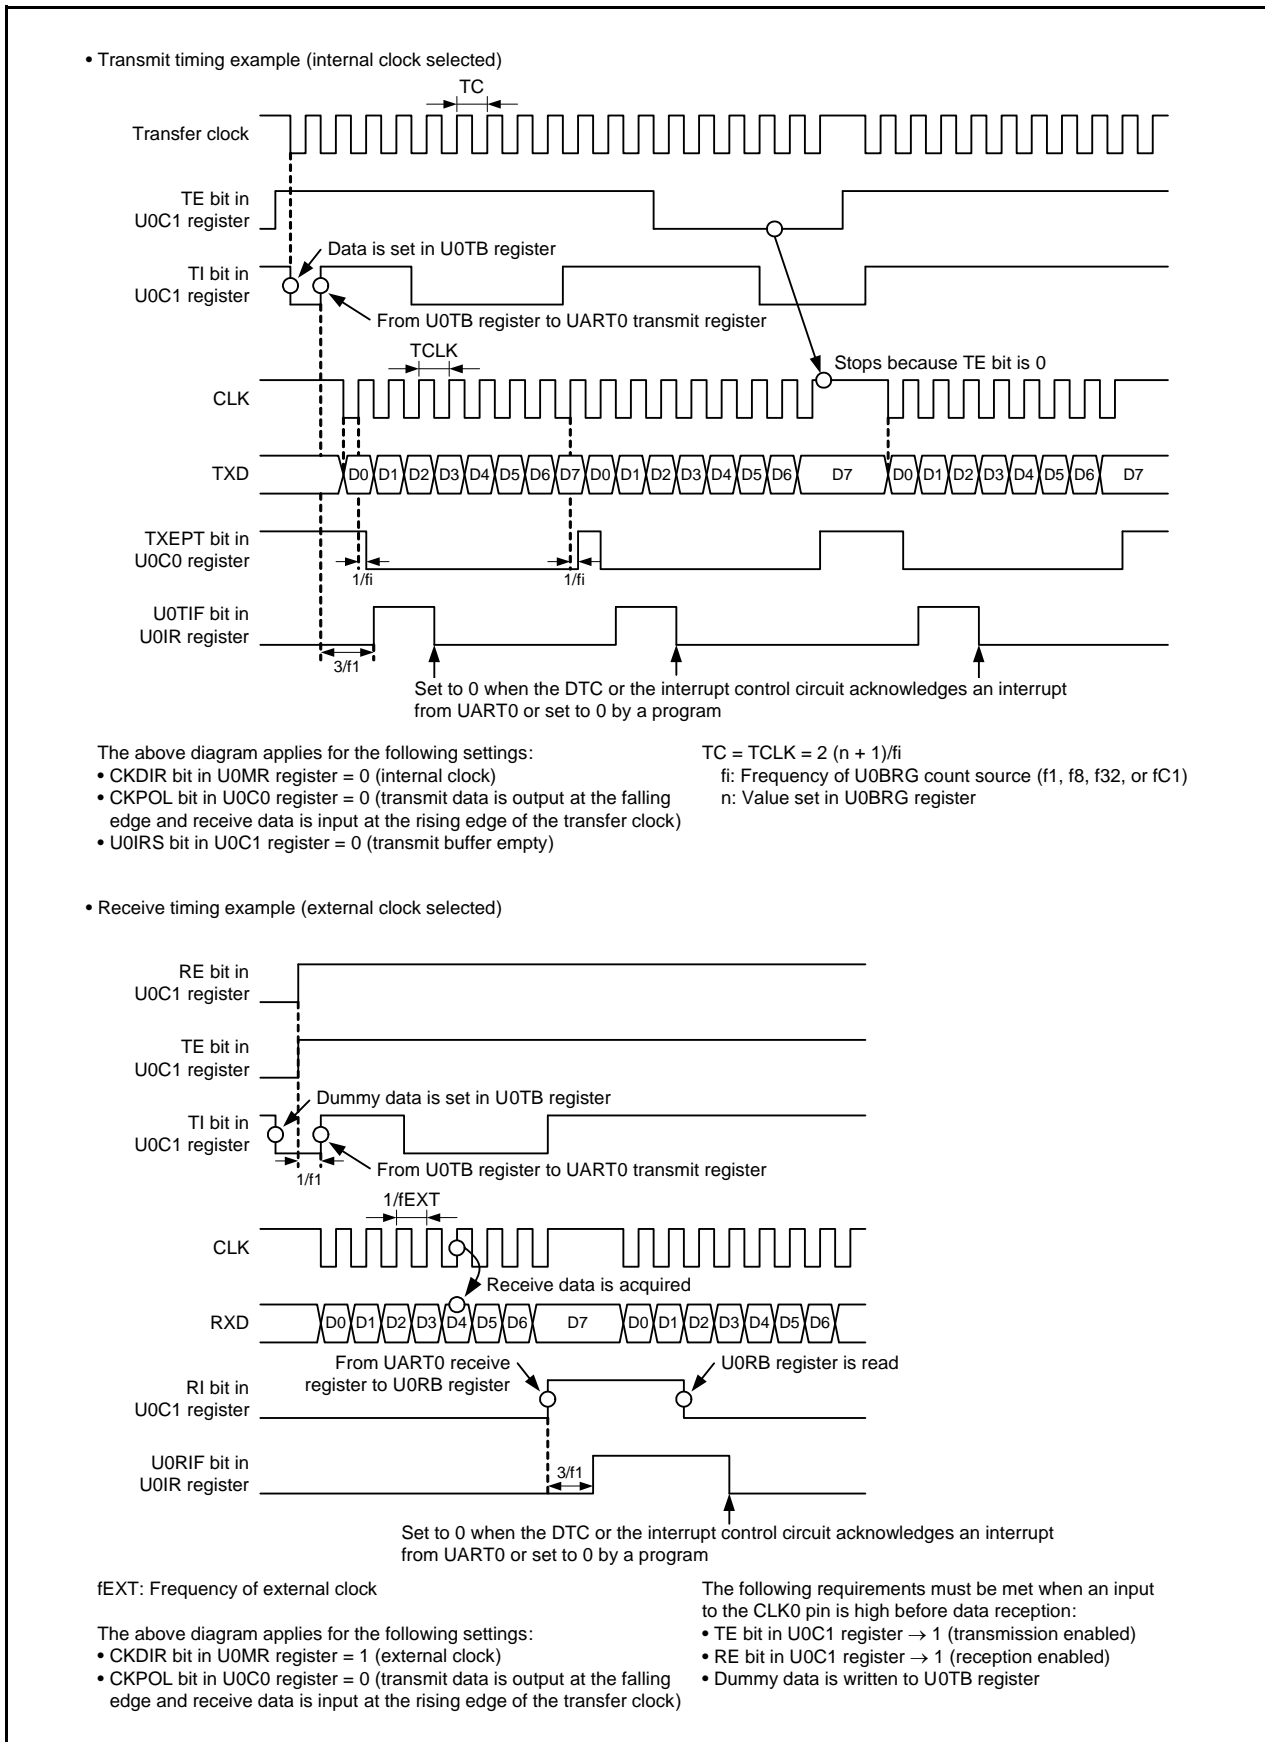 • Transmit timing example (internal clock selected)
TC
Transfer clock
TE bit in
U0C1 register
Data is set in U0TB register
TI bit in
U0C1 register
From U0TB register to UART0 transmit register
TCLK
Stops because TE bit is 0
CLK
TXD D0 D1 D2 D3 D4 D5 D6 D7 D0 D1 D2 D3 D4 D5 D6 D7 D0 D1 D2 D3 D4 D5 D6 D7
TXEPT bit in
U0C0 register
1/fi 1/fi
U0TIF bit in
U0IR register
3/f1
Set to 0 when the DTC or the interrupt control circuit acknowledges an interrupt
from UART0 or set to 0 by a program
The above diagram applies for the following settings:
• CKDIR bit in U0MR register = 0 (internal clock)
• CKPOL bit in U0C0 register = 0 (transmit data is output at the falling
edge and receive data is input at the rising edge of the transfer clock)
• U0IRS bit in U0C1 register = 0 (transmit buffer empty)
TC = TCLK = 2 (n + 1)/fi
fi: Frequency of U0BRG count source (f1, f8, f32, or fC1)
n: Value set in U0BRG register
• Receive timing example (external clock selected)
RE bit in
U0C1 register
TE bit in
U0C1 register
Dummy data is set in U0TB register
TI bit in
U0C1 register
From U0TB register to UART0 transmit register
1/f1
1/fEXT
CLK
Receive data is acquired
RXD D0 D1 D2 D3 D4 D5 D6 D7 D0 D1 D2 D3 D4 D5 D6
From UART0 receive
register to U0RB register
U0RB register is read
RI bit in
U0C1 register
U0RIF bit in
U0IR register
3/f1
Set to 0 when the DTC or the interrupt control circuit acknowledges an interrupt
from UART0 or set to 0 by a program
fEXT: Frequency of external clock
The above diagram applies for the following settings:
• CKDIR bit in U0MR register = 1 (external clock)
• CKPOL bit in U0C0 register = 0 (transmit data is output at the falling
edge and receive data is input at the rising edge of the transfer clock)
The following requirements must be met when an input
to the CLK0 pin is high before data reception:
• TE bit in U0C1 register → 1 (transmission enabled)
• RE bit in U0C1 register → 1 (reception enabled)
• Dummy data is written to U0TB register